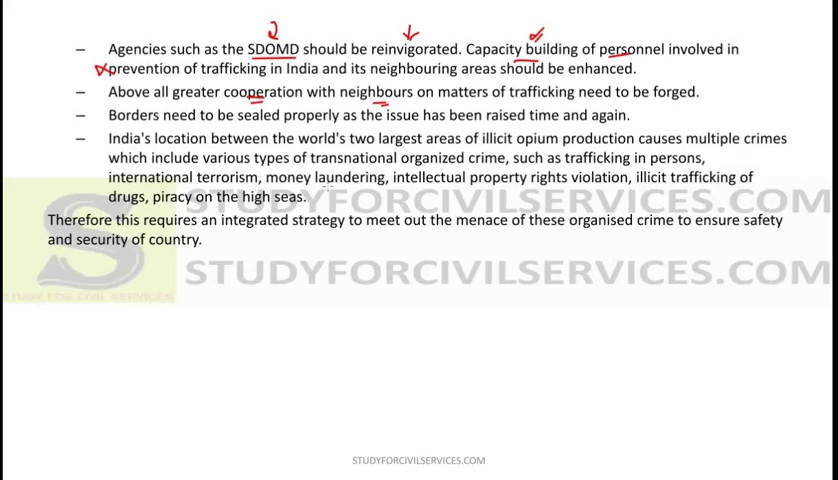 – Agencies such as the SDOMD should be reinvigorated. Capacity building of personnel involved in
prevention of trafficking in India and its neighbouring areas should be enhanced.
– Above all greater cooperation with neighbours on matters of trafficking need to be forged.
– Borders need to be sealed properly as the issue has been raised time and again.
– India's location between the world's two largest areas of illicit opium production causes multiple crimes
which include various types of transnational organized crime, such as trafficking in persons,
international terrorism, money laundering, intellectual property rights violation, illicit trafficking of
drugs, piracy on the high seas.
STUDYFORCIVILSERVICES.COM
Therefore this requires an integrated strategy to meet out the menace of these organised crime to ensure safety
and security of country.
STUDYFORCIVILSERVICES.COM
STUDY FOR CIVIL SERVICES
STUDYFORCIVILSERVICES.COM